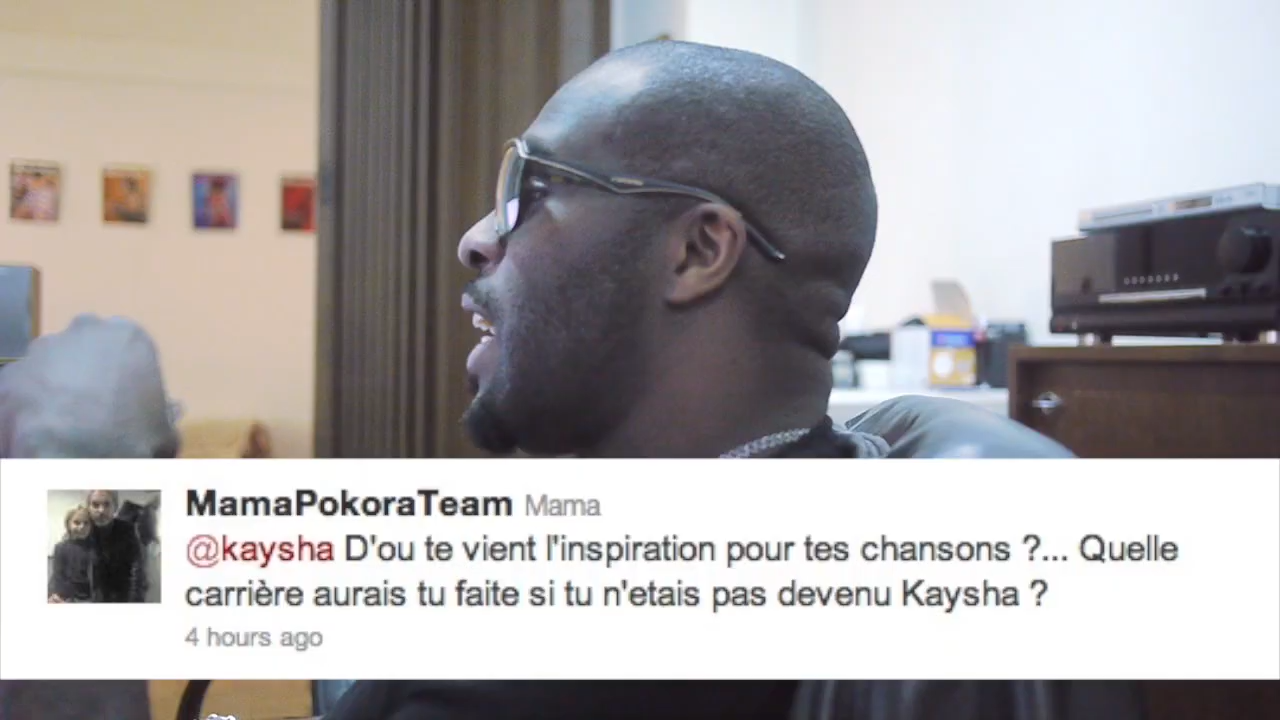 MamaPokoraTeam Mama
@kaysha D'ou te vient l'inspiration pour tes chansons ?... Quelle
carrière aurais tu faite si tu n'etais pas devenu Kaysha ?
4 hours ago